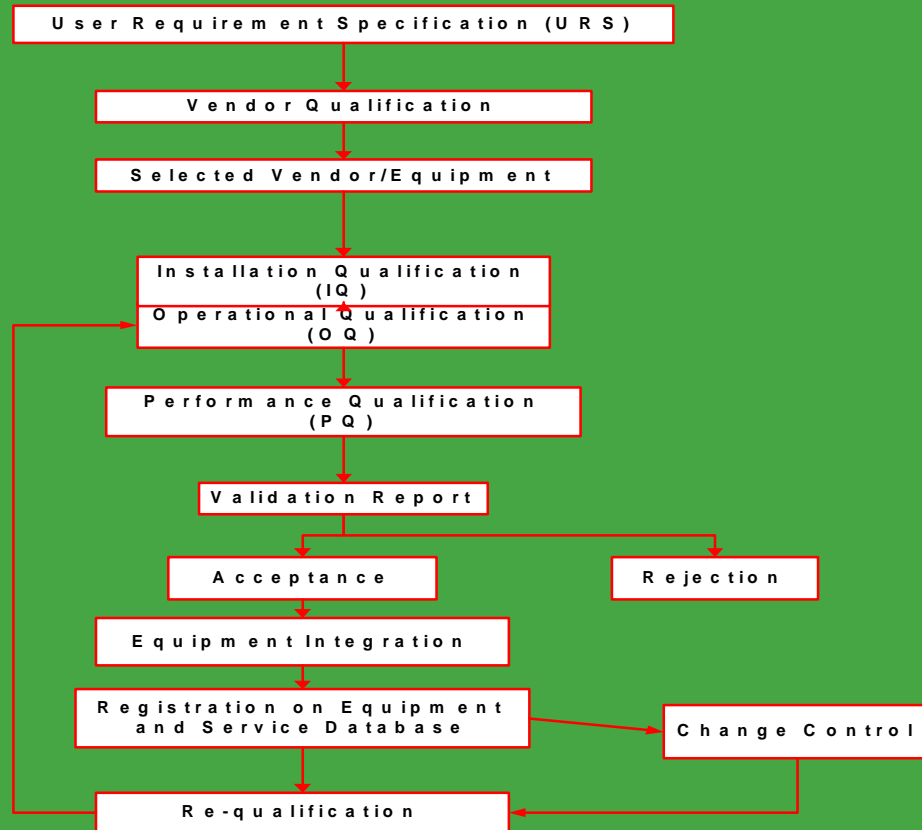 User Requirement Specification (URS)
Vendor Qualification
Selected Vendor/Equipment
Installation Qualification
(IQ)
Operational Qualification
(OQ)
Performance Qualification
(PQ)
Validation Report
Acceptance
Rejection
Equipment Integration
Registration on Equipment
and Service Database
Change Control
Re-qualification